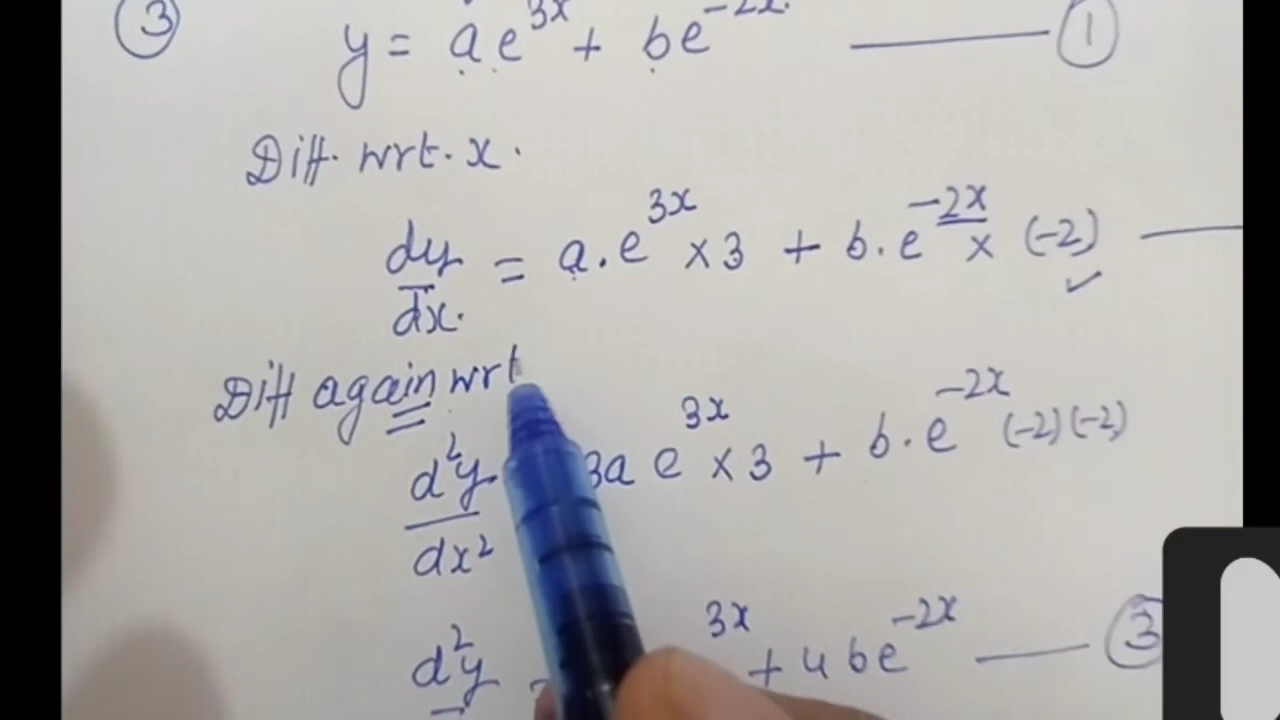 ③ y = ae^{3x} + be^{-2x} ——— ①
Diff. wrt. x.
dy/dx. = a.e^{3x} × 3 + b.e^{-2x} × (-2) ——
Diff again wrt
d²y/dx² 3a e^{3x} × 3 + b.e^{-2x} (-2)(-2)
d²y 3x + 4be^{-2x} ——— ③